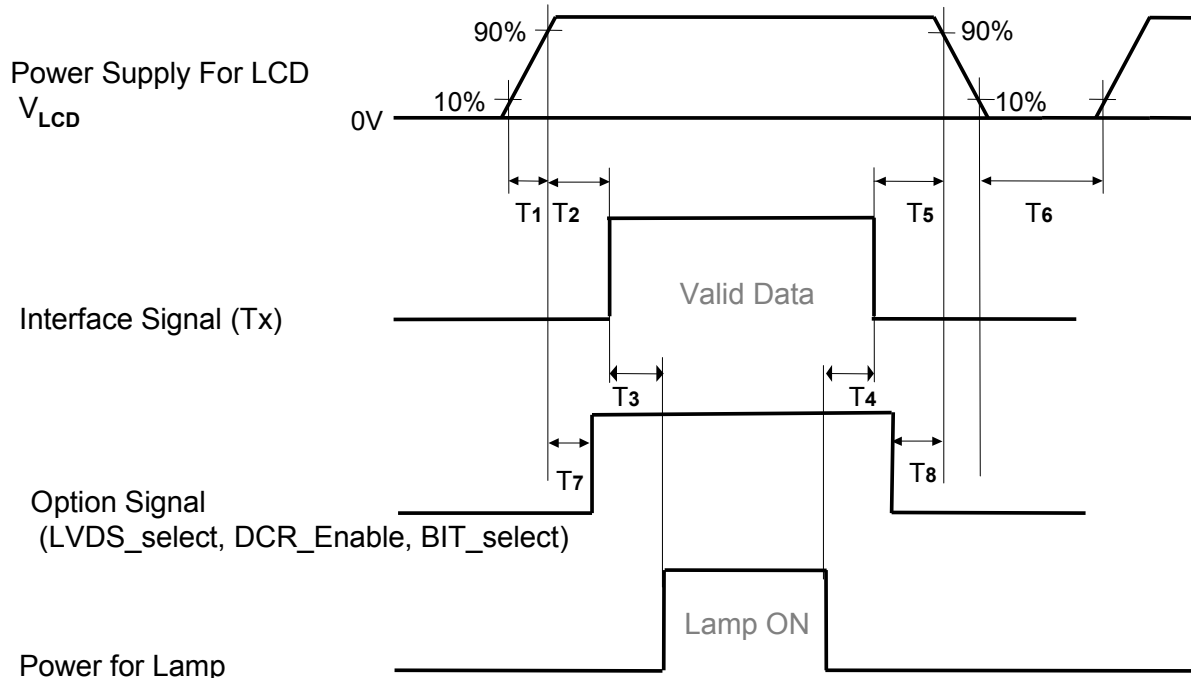 90% 90%
Power Supply For LCD
10% 10%
VLCD
0V
T1 T2 T5 T6
Valid Data
Interface Signal (Tx)
T3 T4
T7 T8
Option Signal
(LVDS_select, DCR_Enable, BIT_select)
Lamp ON
Power for Lamp